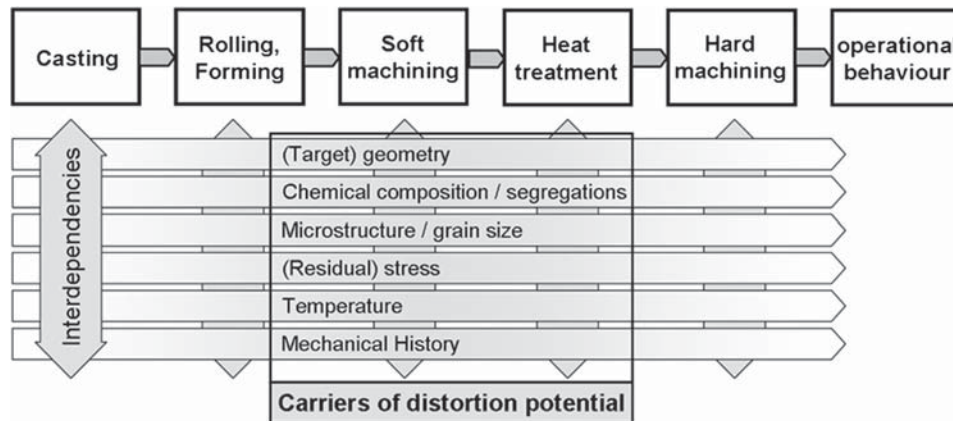 Casting
Rolling,
Forming
Soft
machining
Heat
treatment
Hard
machining
operational
behaviour
Interdependencies
(Target) geometry
Chemical composition / segregations
Microstructure / grain size
(Residual) stress
Temperature
Mechanical History
Carriers of distortion potential